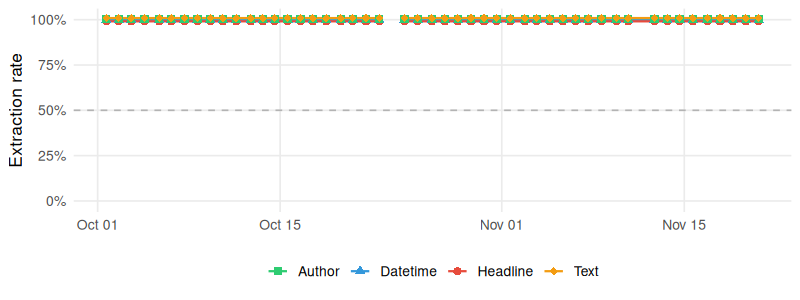 Extraction rate
100%
75%
50%
25%
0%
Oct 01 Oct 15 Nov 01 Nov 15
Author Datetime Headline Text